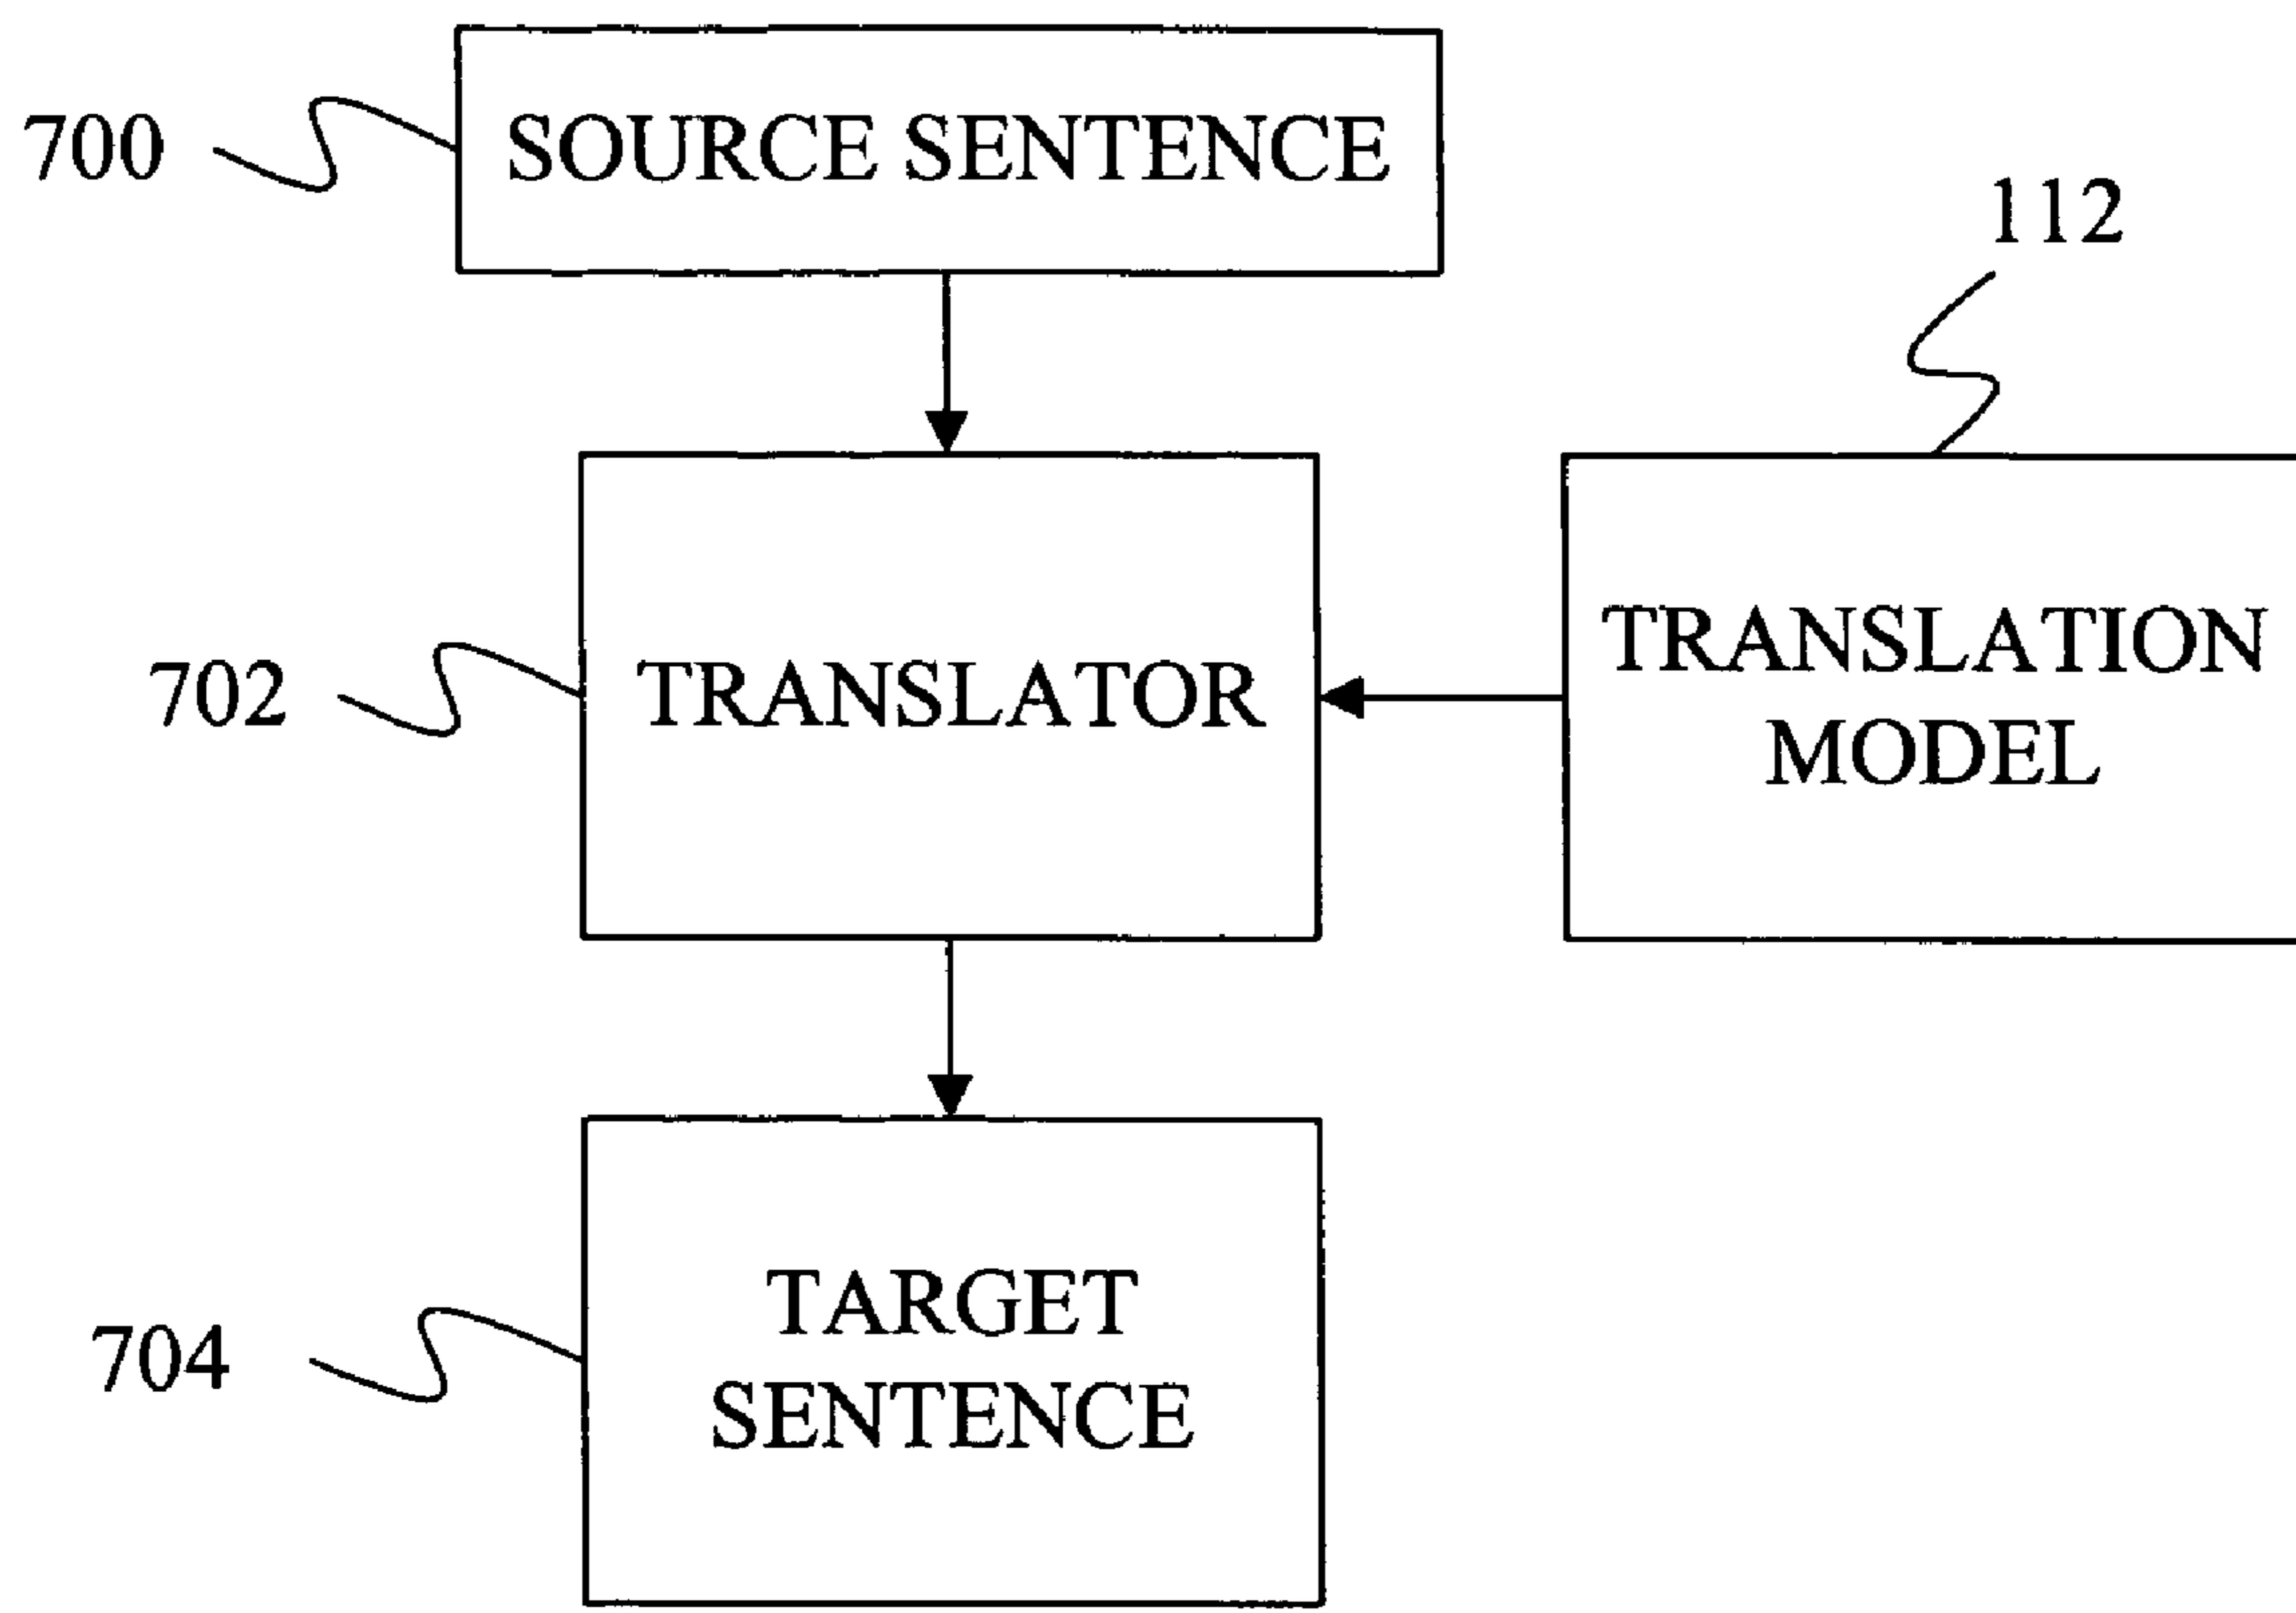 700
SOURCE SENTENCE
112
702
TRANSLATOR
TRANSLATION
MODEL
704
TARGET
SENTENCE